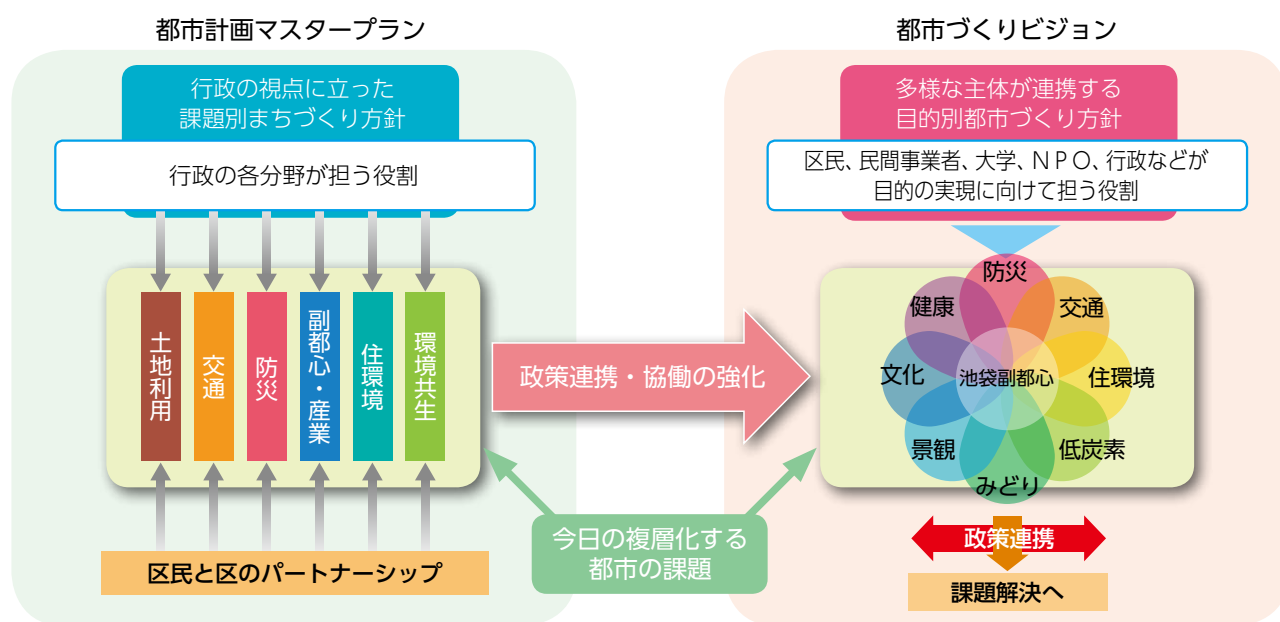 都市計画マスタープラン
行政の視点に立った
課題別まちづくり方針
行政の各分野が担う役割
土地利用
交通
防災
副都心・産業
住環境
環境共生
区民と区のパートナーシップ
政策連携・協働の強化
今日の複層化する
都市の課題
都市づくりビジョン
多様な主体が連携する
目的別都市づくり方針
区民、民間事業者、大学、ＮＰＯ、行政などが
目的の実現に向けて担う役割
防災
健康
交通
文化
池袋副都心
住環境
景観
低炭素
みどり
政策連携
課題解決へ